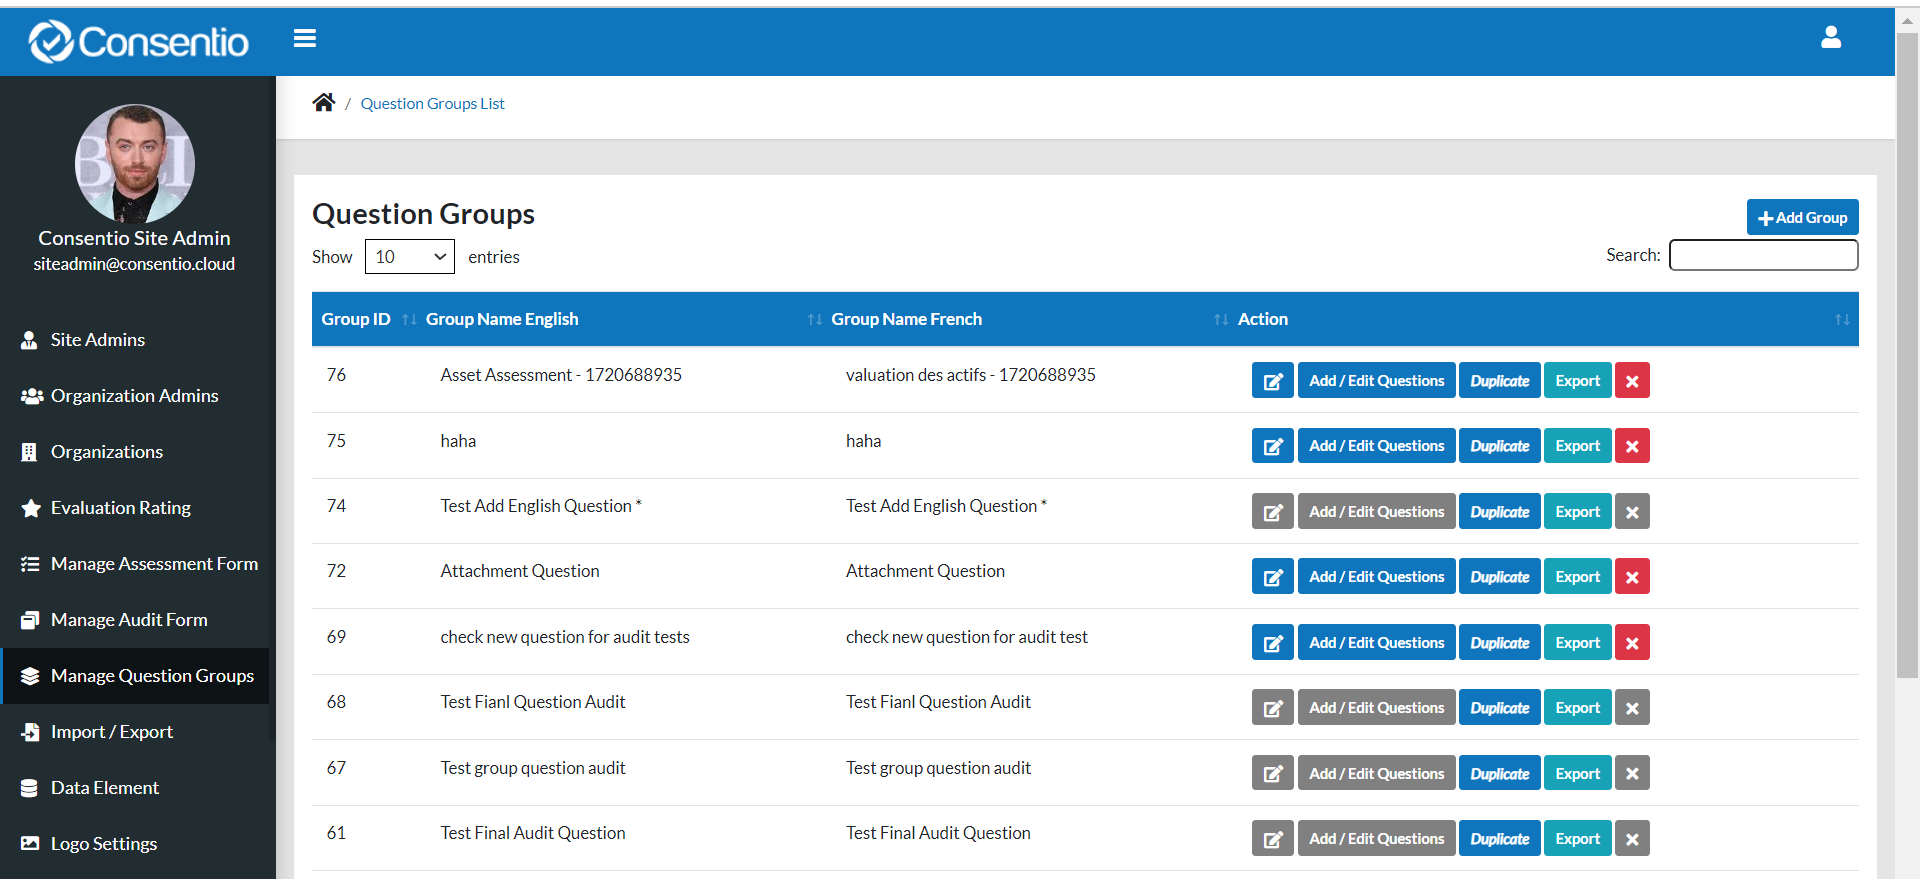 Consentio
/ Question Groups List
Consentio Site Admin
siteadmin@consentio.cloud
Site Admins
Organization Admins
Organizations
Evaluation Rating
Manage Assessment Form
Manage Audit Form
Manage Question Groups
Import / Export
Data Element
Logo Settings
Question Groups
Add Group
Show 10 entries
Search:
Group ID Group Name English Group Name French Action
76 Asset Assessment - 1720688935 valuation des actifs - 1720688935 Add / Edit Questions Duplicate Export
75 haha haha Add / Edit Questions Duplicate Export
74 Test Add English Question * Test Add English Question * Add / Edit Questions Duplicate Export
72 Attachment Question Attachment Question Add / Edit Questions Duplicate Export
69 check new question for audit tests check new question for audit test Add / Edit Questions Duplicate Export
68 Test Fianl Question Audit Test Fianl Question Audit Add / Edit Questions Duplicate Export
67 Test group question audit Test group question audit Add / Edit Questions Duplicate Export
61 Test Final Audit Question Test Final Audit Question Add / Edit Questions Duplicate Export